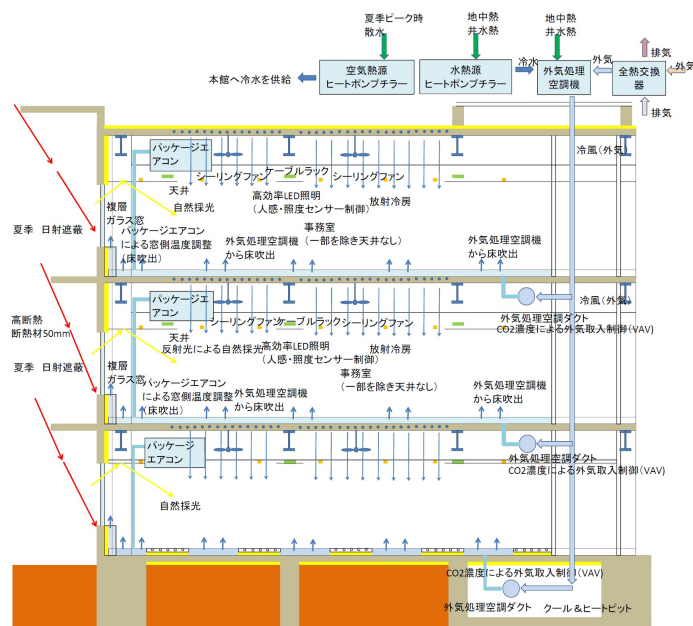 夏季ピーク時
散水
地中熱
井水熱
地中熱
井水熱
排気
本館へ冷水を供給
空気熱源
ヒートポンプチラー
水熱源
ヒートポンプチラー
冷水
外気処理
空調機
外気
全熱交換
器
外気
排気
パッケージエ
アコン
冷風(外気)
シーリングファン
ケーブルラック
シーリングファン
天井
自然採光
高効率LED照明
(人感・照度センサー制御)
放射冷房
複層
ガラス窓
夏季 日射遮蔽
パッケージエアコン
による窓側温度調整
(床吹出)
外気処理空調機
から床吹出
事務室
(一部を除き天井なし)
外気処理空調機
から床吹出
パッケージエ
アコン
冷風(外気)
高断熱
断熱材50mm
シーリングファン
ケーブルラック
シーリングファン
外気処理空調ダクト
CO2濃度による外気取入制御(VAV)
天井
反射光による自然採光
高効率LED照明
(人感・照度センサー制御)
放射冷房
夏季 日射遮蔽
複層
ガラス窓
パッケージエアコン
による窓側温度調整
(床吹出)
外気処理空調機
から床吹出
事務室
(一部を除き天井なし)
外気処理空調機
から床吹出
パッケージ
エアコン
外気処理空調ダクト
CO2濃度による外気取入制御(VAV)
自然採光
CO2濃度による外気取入制御(VAV)
外気処理空調ダクト
クール&ヒートピット